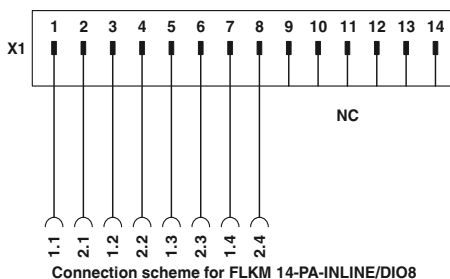 1 2 3 4 5 6 7 8 9 10 11 12 13 14
X1
NC
1.1 2.1 1.2 2.2 1.3 2.3 1.4 2.4
Connection scheme for FLKM 14-PA-INLINE/DIO8